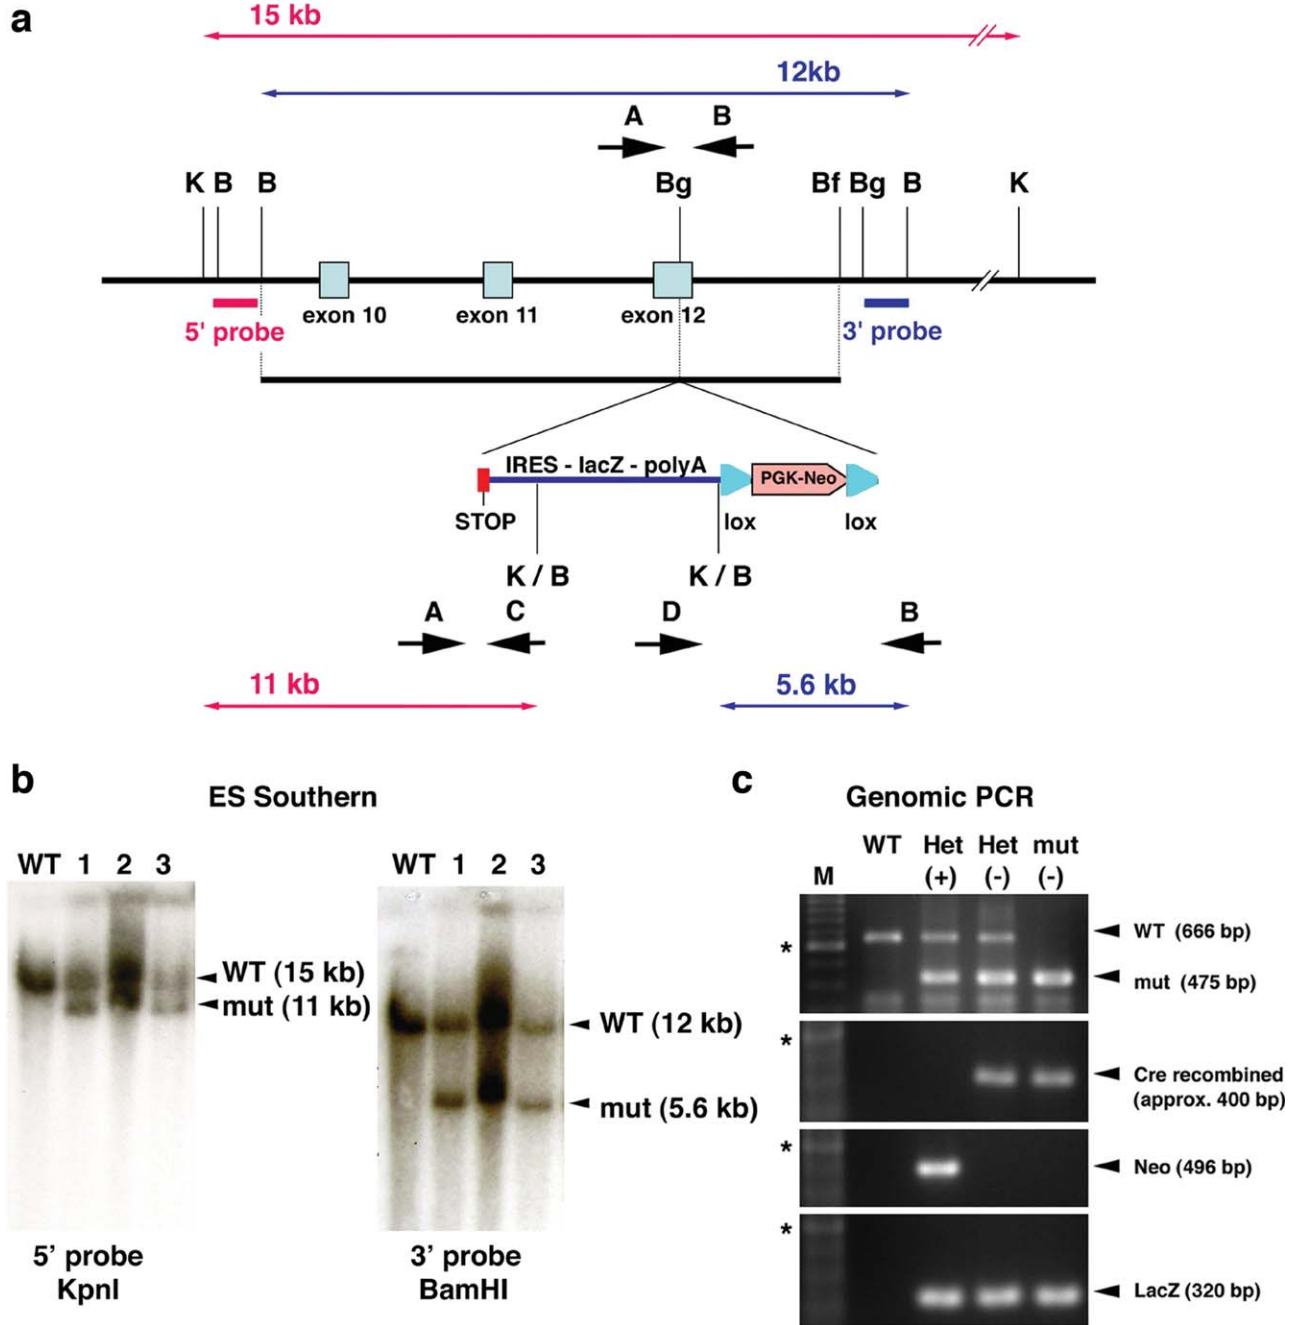 a
15 kb
12kb
A B
K B B Bg Bf Bg B K
exon 10 exon 11 exon 12
5' probe 3' probe
IRES - lacZ - polyA
PGK-Neo
STOP lox lox
K / B K / B
A C D B
11 kb 5.6 kb
b
ES Southern
WT 1 2 3
WT (15 kb)
mut (11 kb)
5’ probe
KpnI
WT 1 2 3
WT (12 kb)
mut (5.6 kb)
3’ probe
BamHI
c
Genomic PCR
WT Het Het mut
M (+) (-) (-)
* WT (666 bp)
mut (475 bp)
*
Cre recombined
(approx. 400 bp)
*
Neo (496 bp)
*
LacZ (320 bp)